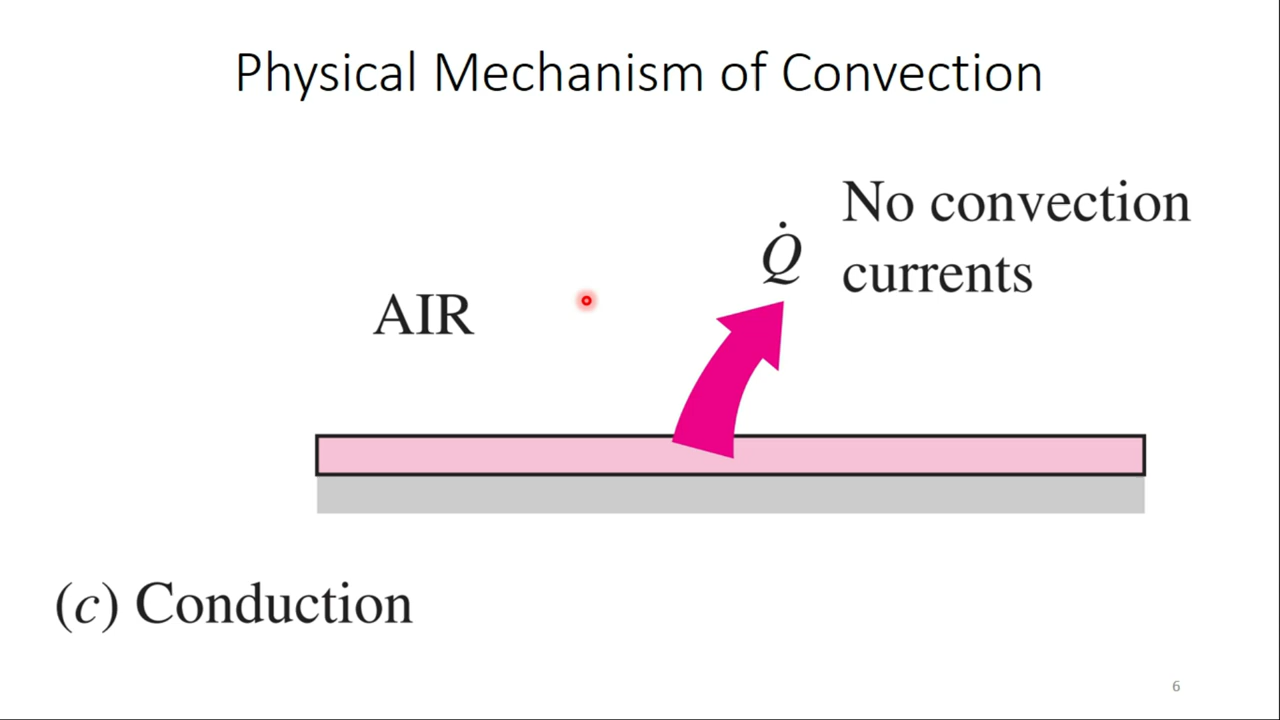 Physical Mechanism of Convection
No convection
Q̇
currents
AIR
(c) Conduction
6